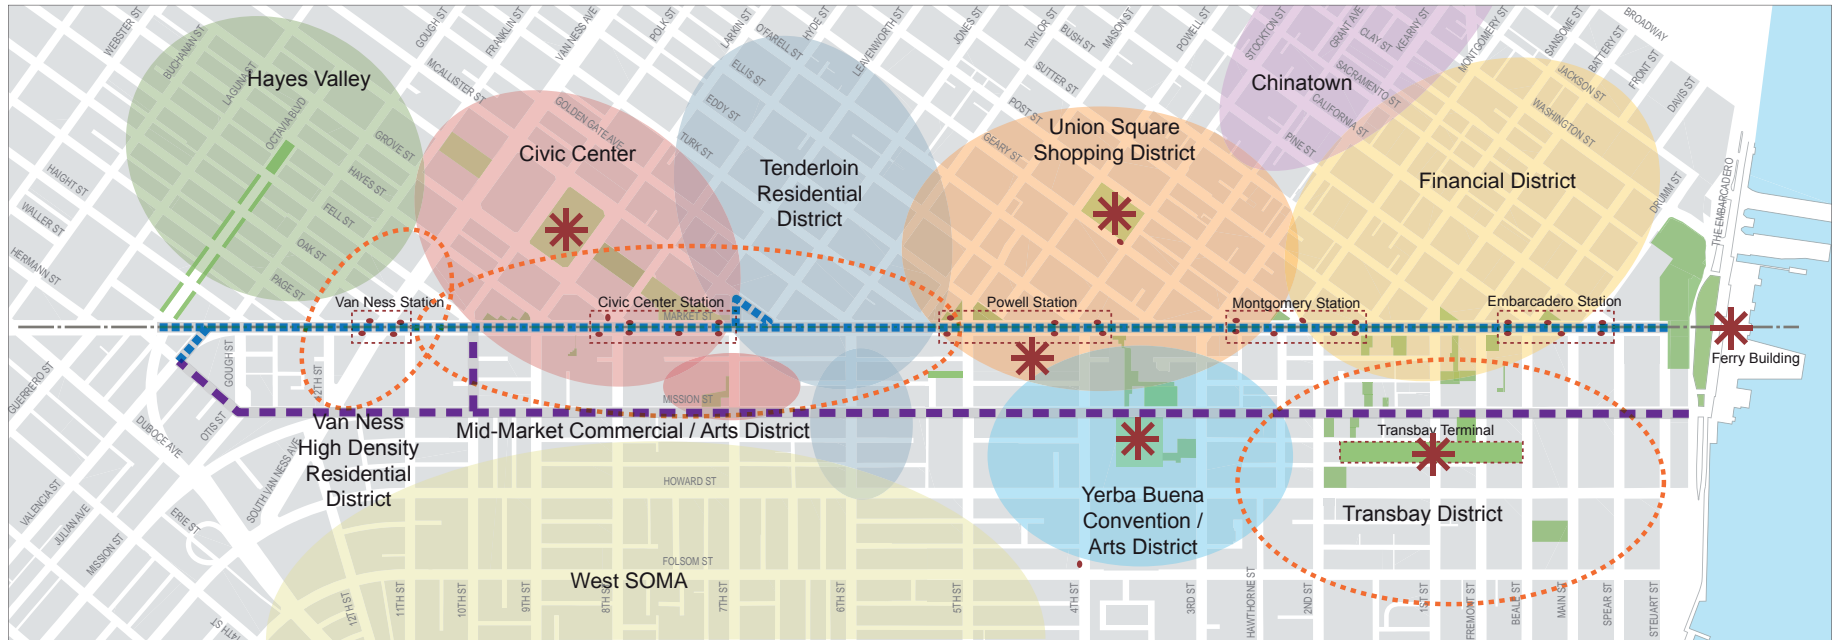 WEBSTER ST
BUCHANAN ST
LAGUNA ST
OCTAVIA BLVD
GOUGH ST
FRANKLIN ST
VAN NESS AVE
POLK ST
LARKIN ST
O'FARELL ST
HYDE ST
LEAVENWORTH ST
JONES ST
TAYLOR ST
BUSH ST
MASON ST
POWELL ST
STOCKTON ST
GRANT AVE
CLAY ST
KEARNY ST
MONTGOMERY ST
SANSOME ST
BATTERY ST
BROADWAY
FRONT ST
DAVIS ST
JACKSON ST
WASHINGTON ST
SACRAMENTO ST
CALIFORNIA ST
PINE ST
SUTTER ST
POST ST
GEARY ST
ELLIS ST
EDDY ST
TURK ST
GOLDEN GATE AVE
MCALLISTER ST
GROVE ST
HAYES ST
FELL ST
OAK ST
PAGE ST
HAIGHT ST
WALLER ST
HERMANN ST
DRUMM ST
THE EMBARCADERO
Hayes Valley
Civic Center
Tenderloin
Residential
District
Union Square
Shopping District
Chinatown
Financial District
Van Ness Station
Civic Center Station
MARKET ST
Powell Station
Montgomery Station
Embarcadero Station
Ferry Building
GUERRERO ST
GOUGH ST
12TH ST
OTIS ST
DUBOCE AVE
MISSION ST
Van Ness
High Density
Residential
District
Mid-Market Commercial / Arts District
Transbay Terminal
HOWARD ST
Yerba Buena
Convention /
Arts District
Transbay District
SOUTH VAN NESS AVE
VALENCIA ST
JULIAN AVE
MISSION ST
ERIE ST
14TH ST
FOLSOM ST
West SOMA
12TH ST
11TH ST
10TH ST
9TH ST
8TH ST
7TH ST
6TH ST
5TH ST
4TH ST
3RD ST
HAWTHORNE ST
2ND ST
1ST ST
FREMONT ST
BEALE ST
MAIN ST
SPEAR ST
STEUART ST